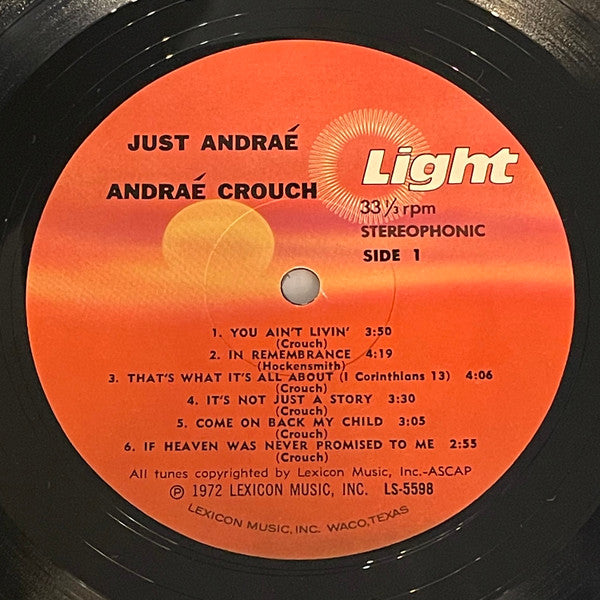 JUST ANDRAÉ
ANDRAÉ CROUCH
Light
33 1/3 rpm
STEREOPHONIC
SIDE 1
1. YOU AIN'T LIVIN' 3:50
(Crouch)
2. IN REMEMBRANCE 4:19
(Hockensmith)
3. THAT'S WHAT IT'S ALL ABOUT (I Corinthians 13) 4:06
(Crouch)
4. IT'S NOT JUST A STORY 3:30
(Crouch)
5. COME ON BACK MY CHILD 3:05
(Crouch)
6. IF HEAVEN WAS NEVER PROMISED TO ME 2:55
(Crouch)
All tunes copyrighted by Lexicon Music, Inc.-ASCAP
℗ 1972 LEXICON MUSIC, INC. LS-5598
LEXICON MUSIC, INC. WACO, TEXAS